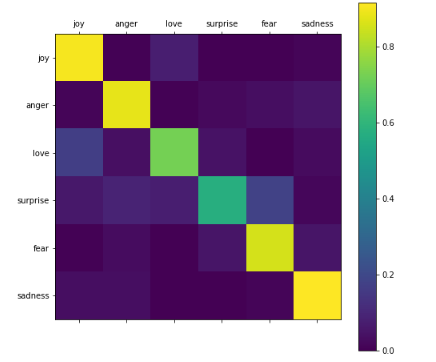 joy anger love surprise fear sadness
joy
anger
love
surprise
fear
sadness
0.8
0.6
0.4
0.2
0.0